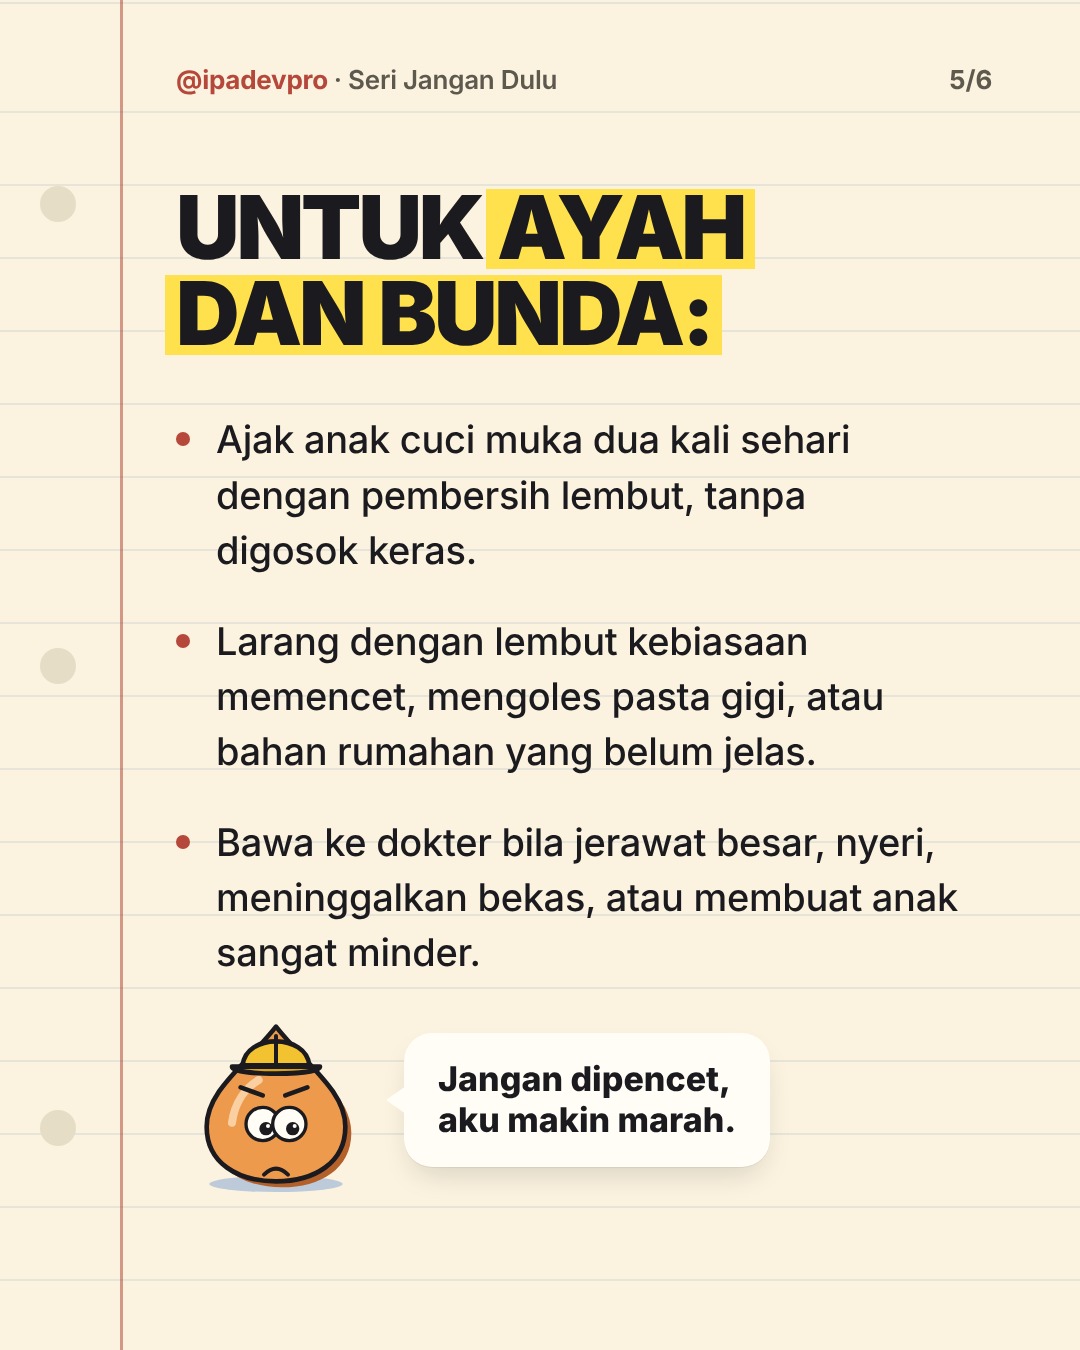 @ipadevpro · Seri Jangan Dulu
5/6
UNTUK AYAH
DAN BUNDA:
• Ajak anak cuci muka dua kali sehari
dengan pembersih lembut, tanpa
digosok keras.
• Larang dengan lembut kebiasaan
memencet, mengoles pasta gigi, atau
bahan rumahan yang belum jelas.
• Bawa ke dokter bila jerawat besar, nyeri,
meninggalkan bekas, atau membuat anak
sangat minder.
Jangan dipencet,
aku makin marah.